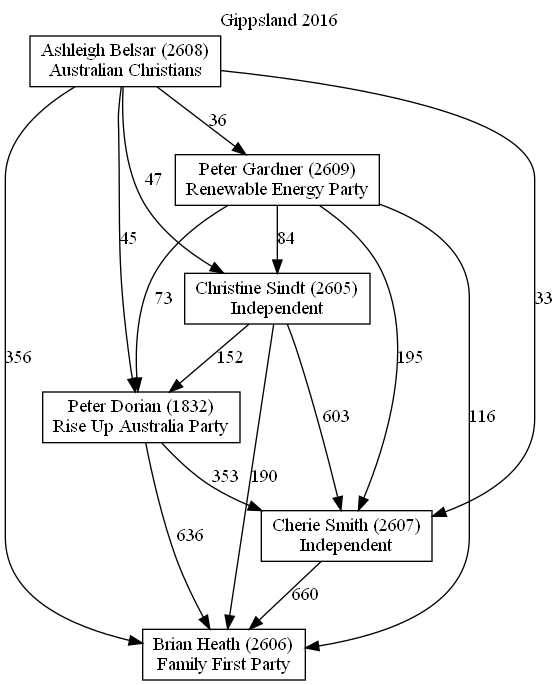 Gippsland 2016
Ashleigh Belsar (2608)
Australian Christians
36
Peter Gardner (2609)
Renewable Energy Party
47
45
73
84
33
Christine Sindt (2605)
Independent
356
152
195
Peter Dorian (1832)
Rise Up Australia Party
603
116
353
190
Cherie Smith (2607)
Independent
636
660
Brian Heath (2606)
Family First Party